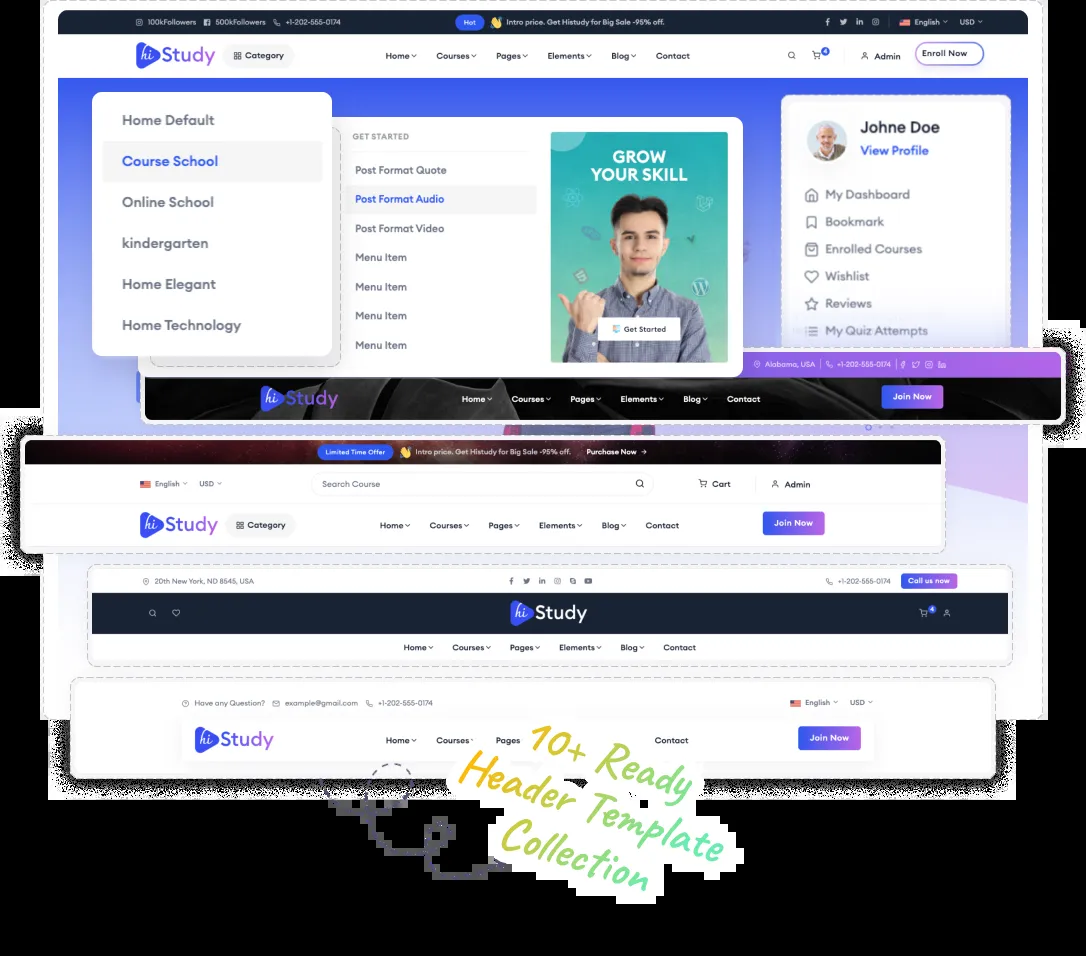 100kFollowers 500kFollowers +1-202-555-0174 Hot Intro price. Get Histudy for Big Sale -95% off. English USD
hi Study Category Home Courses Pages Elements Blog Contact 4 Admin Enroll Now
Home Default
Course School
Online School
kindergarten
Home Elegant
Home Technology
GET STARTED
Post Format Quote
Post Format Audio
Post Format Video
Menu Item
Menu Item
Menu Item
Menu Item
GROW
YOUR SKILL
Get Started
Johne Doe
View Profile
My Dashboard
Bookmark
Enrolled Courses
Wishlist
Reviews
My Quiz Attempts
Alabama, USA +1-202-555-0174
hi Study Home Courses Pages Elements Blog Contact Join Now
Limited Time Offer Intro price. Get Histudy for Big Sale -95% off. Purchase Now
English USD Search Course Cart Admin
hi Study Category Home Courses Pages Elements Blog Contact Join Now
20th New York, ND 8545, USA +1-202-555-0174 Call us now
hi Study 4
Home Courses Pages Elements Blog Contact
Have any Question? example@gmail.com +1-202-555-0174 English USD
hi Study Home Courses Pages Contact Join Now
10+ Ready
Header Template
Collection